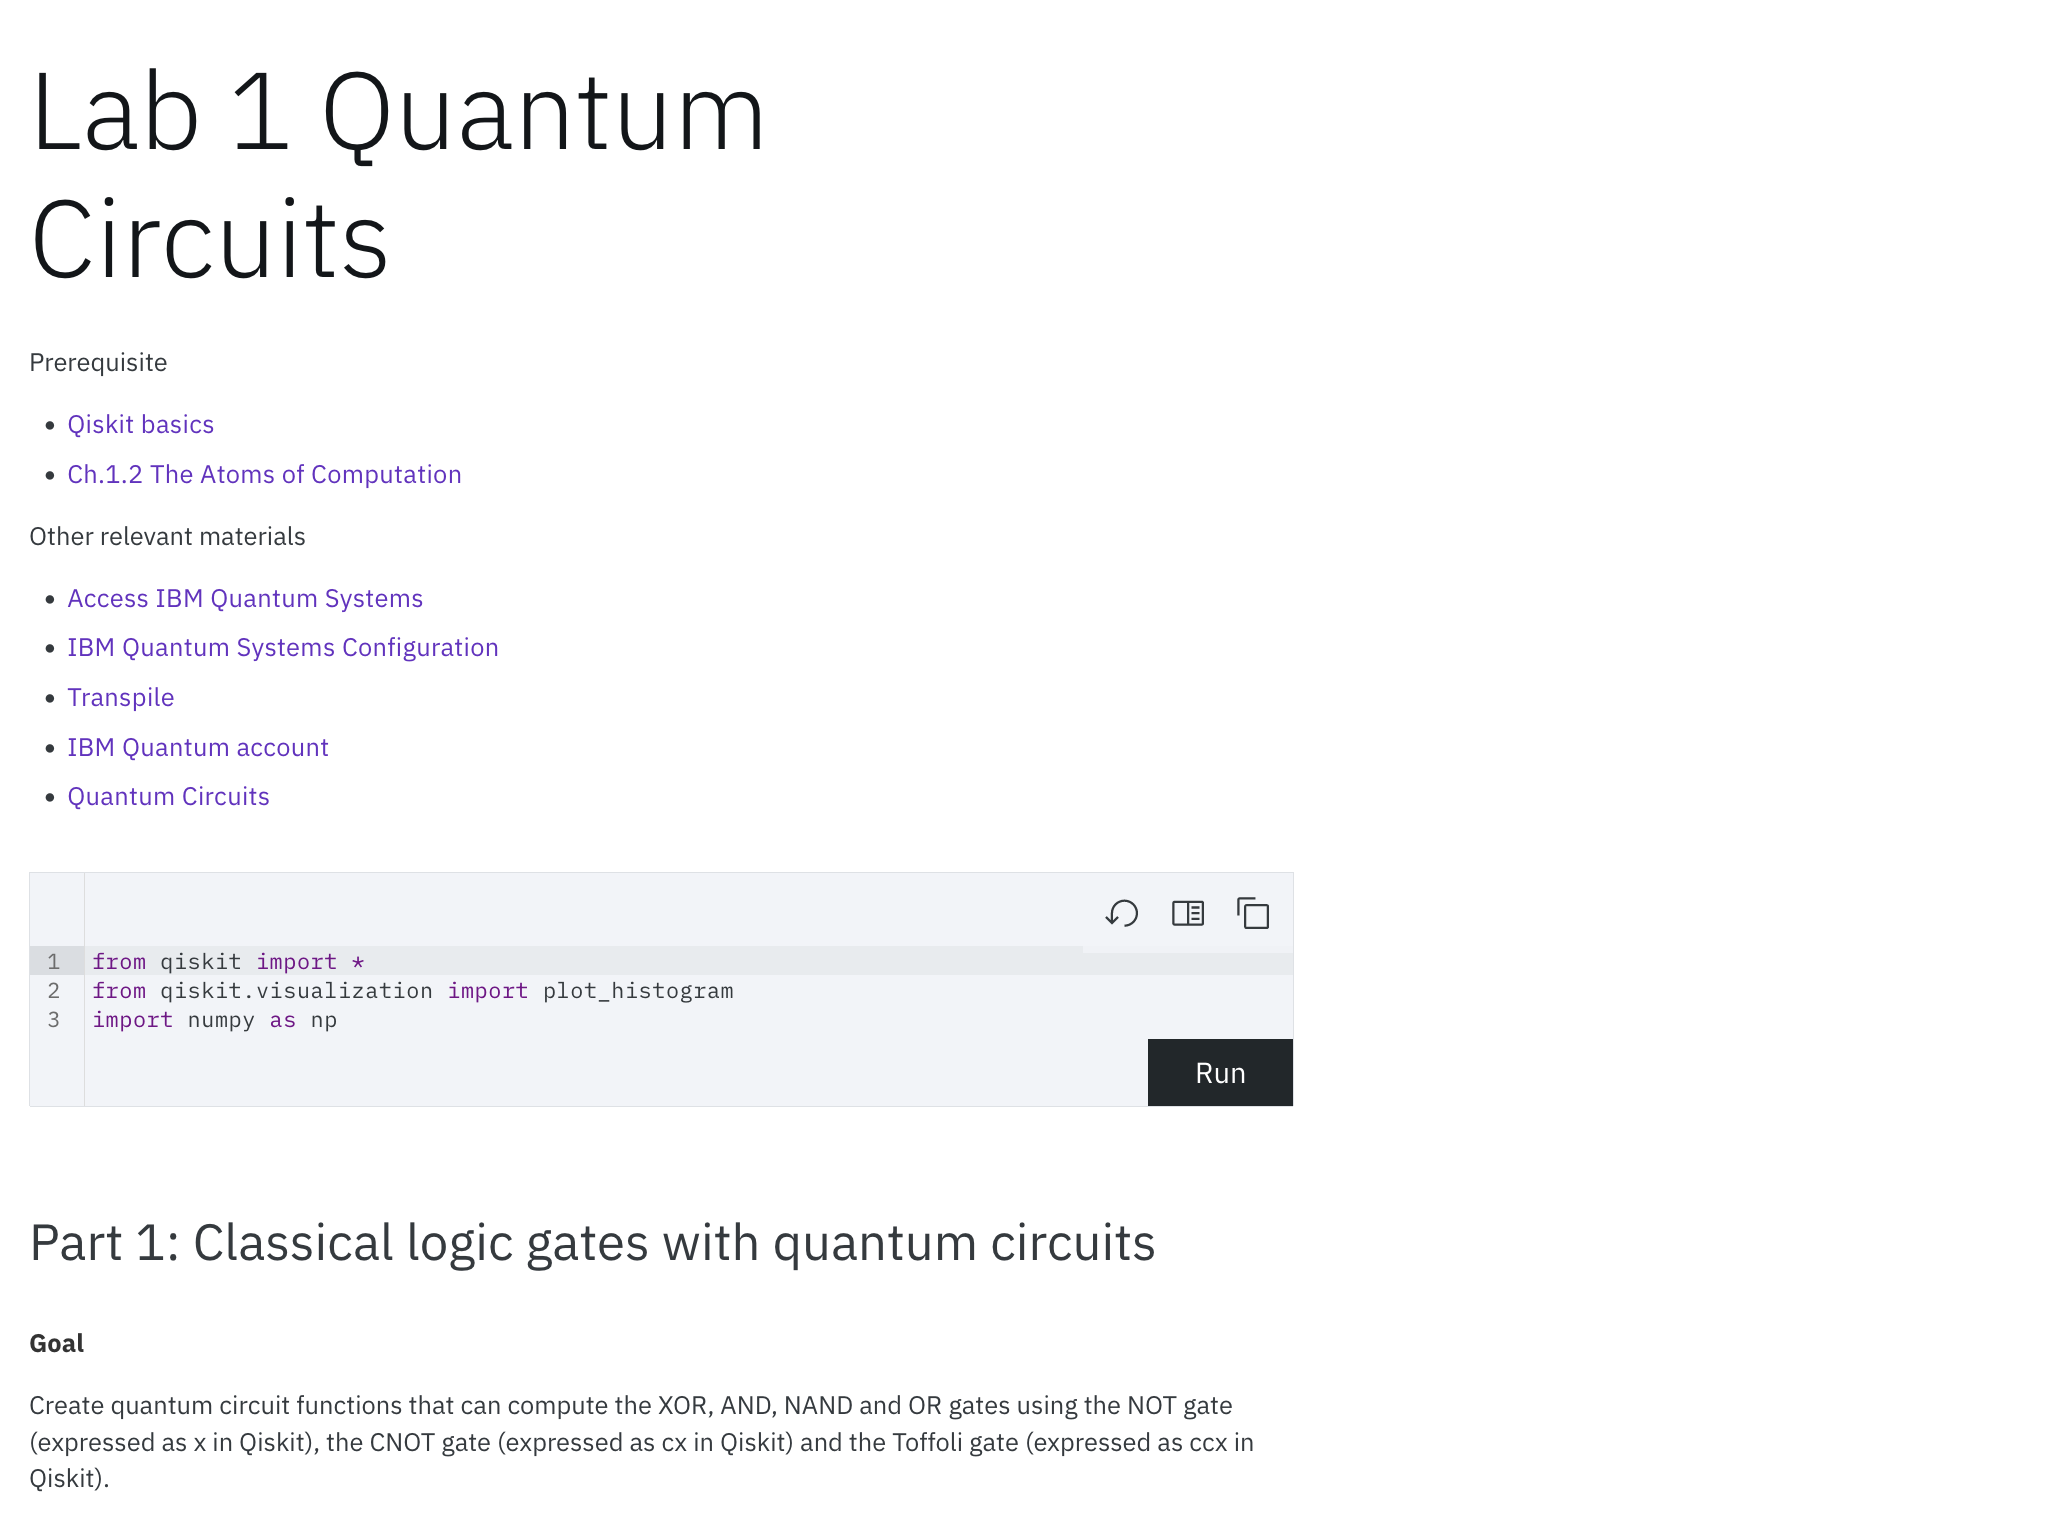 Lab 1 Quantum
Circuits
Prerequisite
• Qiskit basics
• Ch.1.2 The Atoms of Computation
Other relevant materials
• Access IBM Quantum Systems
• IBM Quantum Systems Configuration
• Transpile
• IBM Quantum account
• Quantum Circuits
1 from qiskit import *
2 from qiskit.visualization import plot_histogram
3 import numpy as np
Run
Part 1: Classical logic gates with quantum circuits
Goal
Create quantum circuit functions that can compute the XOR, AND, NAND and OR gates using the NOT gate
(expressed as x in Qiskit), the CNOT gate (expressed as cx in Qiskit) and the Toffoli gate (expressed as ccx in
Qiskit).